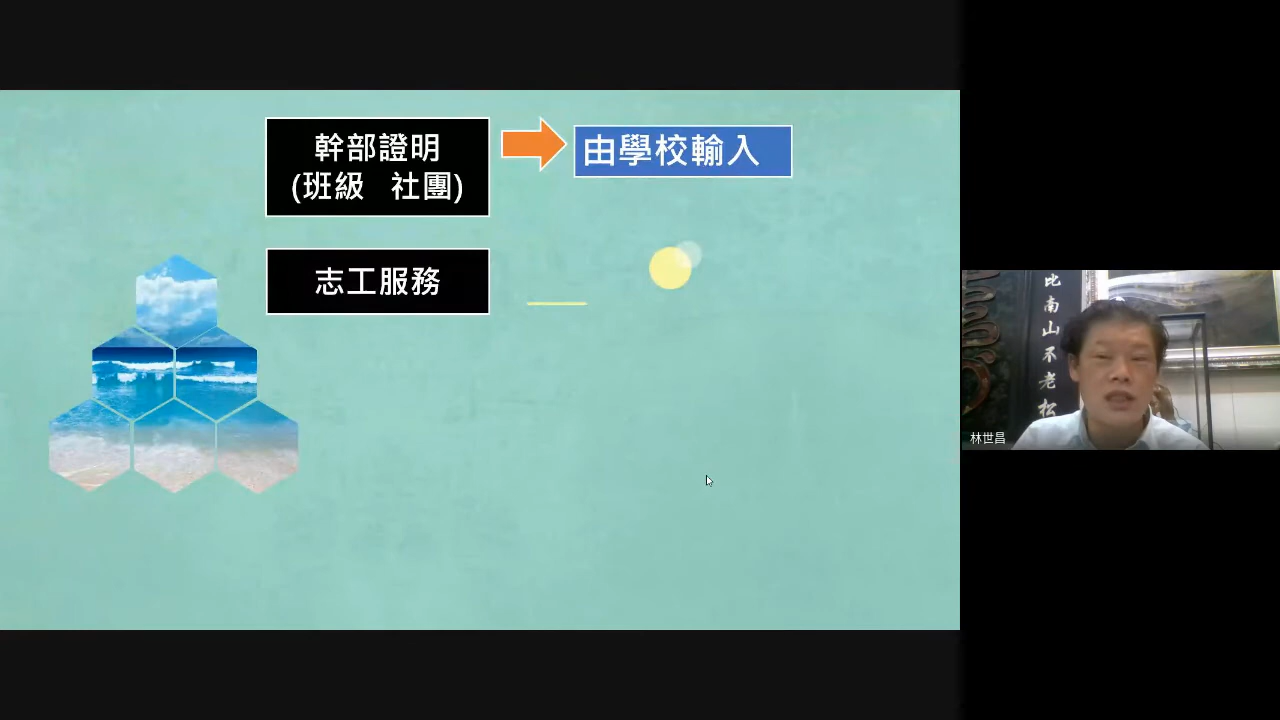 幹部證明
(班級 社團)
由學校輸入
志工服務
比南山不老松
林世昌